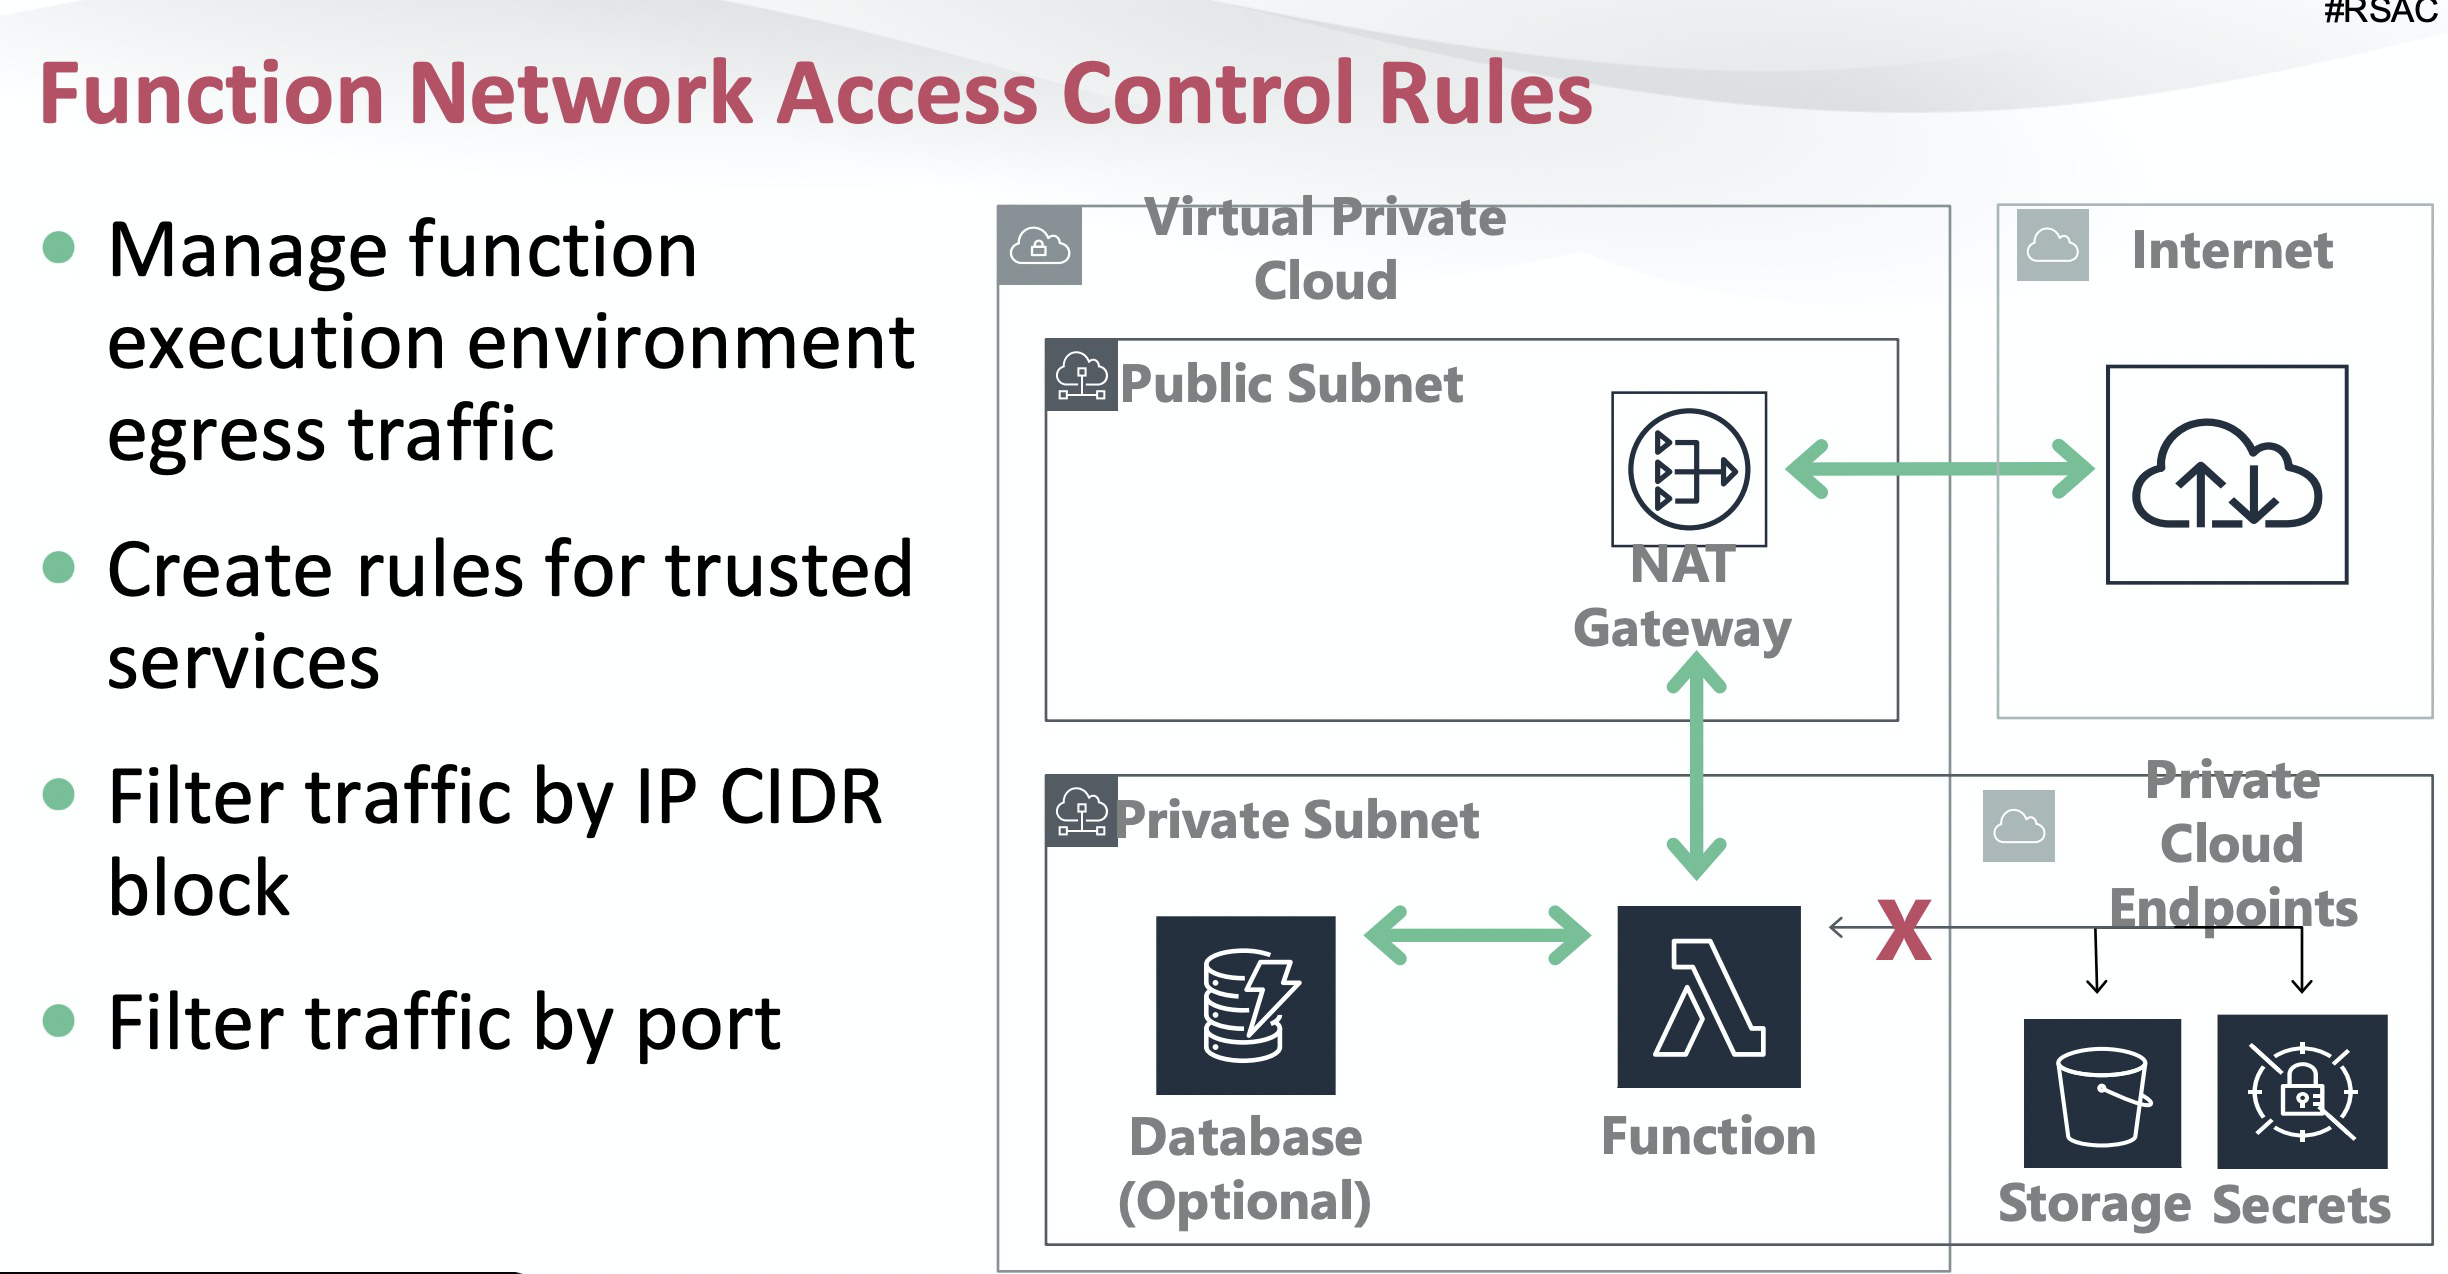 #RSAC
Function Network Access Control Rules
Manage function
execution environment
egress traffic
Create rules for trusted
services
Filter traffic by IP CIDR
block
Filter traffic by port
Virtual Private
Cloud
Internet
Public Subnet
NAT
Gateway
Private Subnet
Private
Cloud
Endpoints
X
Database
(Optional)
Function
Storage
Secrets